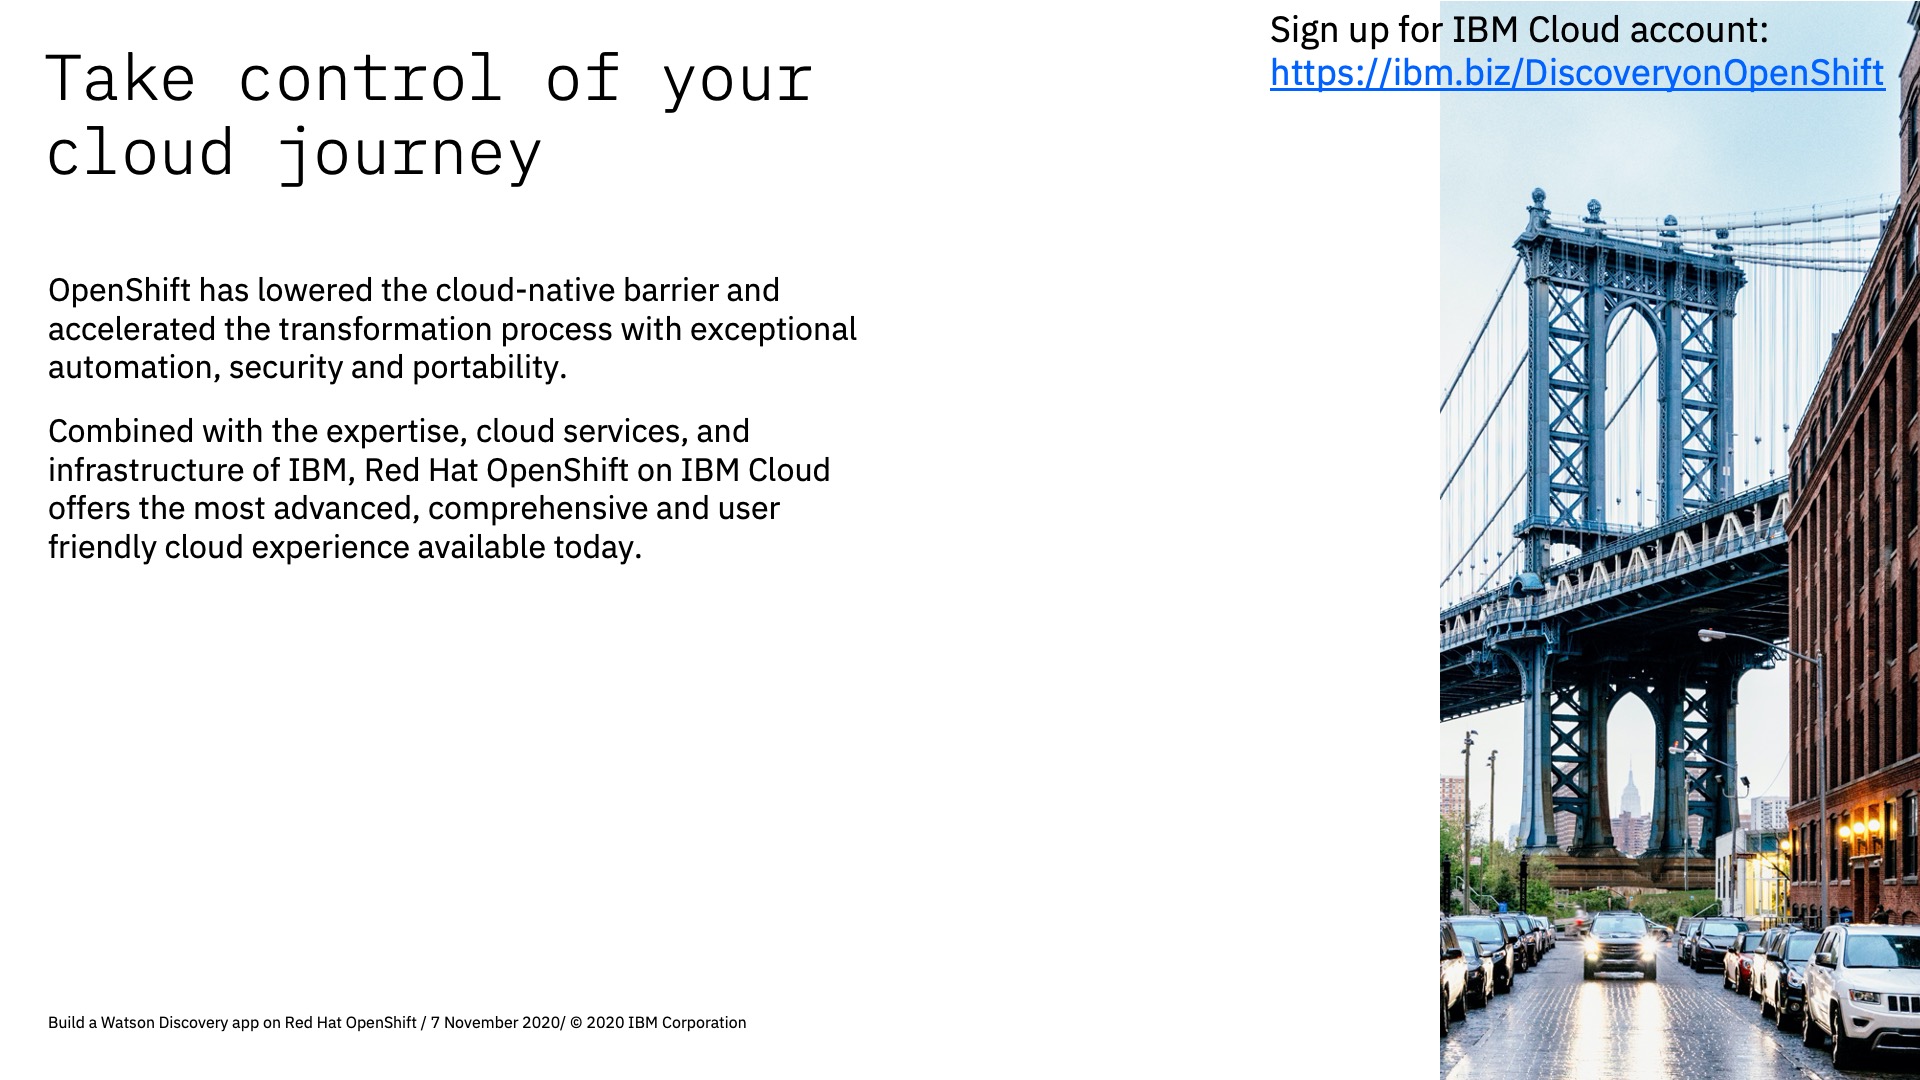 Take control of your
cloud journey
Sign up for IBM Cloud account:
https://ibm.biz/DiscoveryonOpenShift
OpenShift has lowered the cloud-native barrier and
accelerated the transformation process with exceptional
automation, security and portability.
Combined with the expertise, cloud services, and
infrastructure of IBM, Red Hat OpenShift on IBM Cloud
offers the most advanced, comprehensive and user
friendly cloud experience available today.
Build a Watson Discovery app on Red Hat OpenShift / 7 November 2020/ © 2020 IBM Corporation